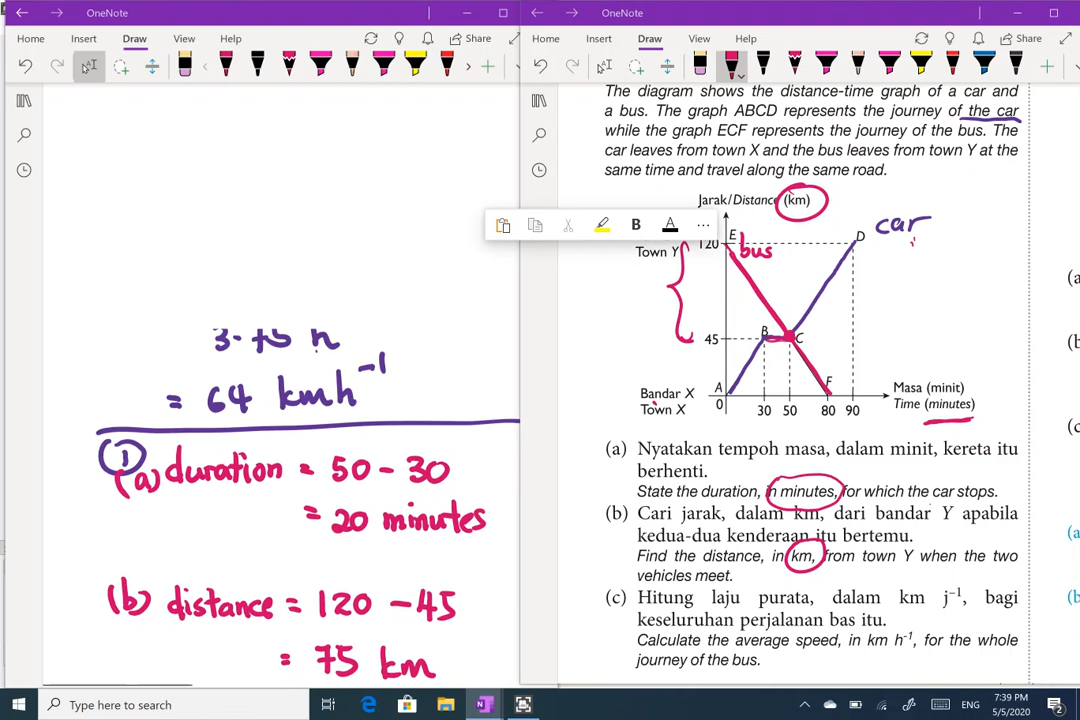 OneNote
Home Insert Draw View Help Share
= 64 kmh⁻¹
① (a) duration = 50 - 30
= 20 minutes
(b) distance = 120 - 45
= 75 km
OneNote
Home Insert Draw View Help Share
The diagram shows the distance-time graph of a car and
a bus. The graph ABCD represents the journey of the car
while the graph ECF represents the journey of the bus. The
car leaves from town X and the bus leaves from town Y at the
same time and travel along the same road.
B A ...
Jarak/Distance (km)
car
E D
Town Y 120 bus
45 B C
Bandar X A F Masa (minit)
Town X 0 30 50 80 90 Time (minutes)
(a) Nyatakan tempoh masa, dalam minit, kereta itu
berhenti.
State the duration, in minutes, for which the car stops.
(b) Cari jarak, dalam km, dari bandar Y apabila
kedua-dua kenderaan itu bertemu.
Find the distance, in km, from town Y when the two
vehicles meet.
(c) Hitung laju purata, dalam km j⁻¹, bagi
keseluruhan perjalanan bas itu.
Calculate the average speed, in km h⁻¹, for the whole
journey of the bus.
(a
(b
(c
(a
(b
Type here to search
ENG
7:39 PM
5/5/2020
2